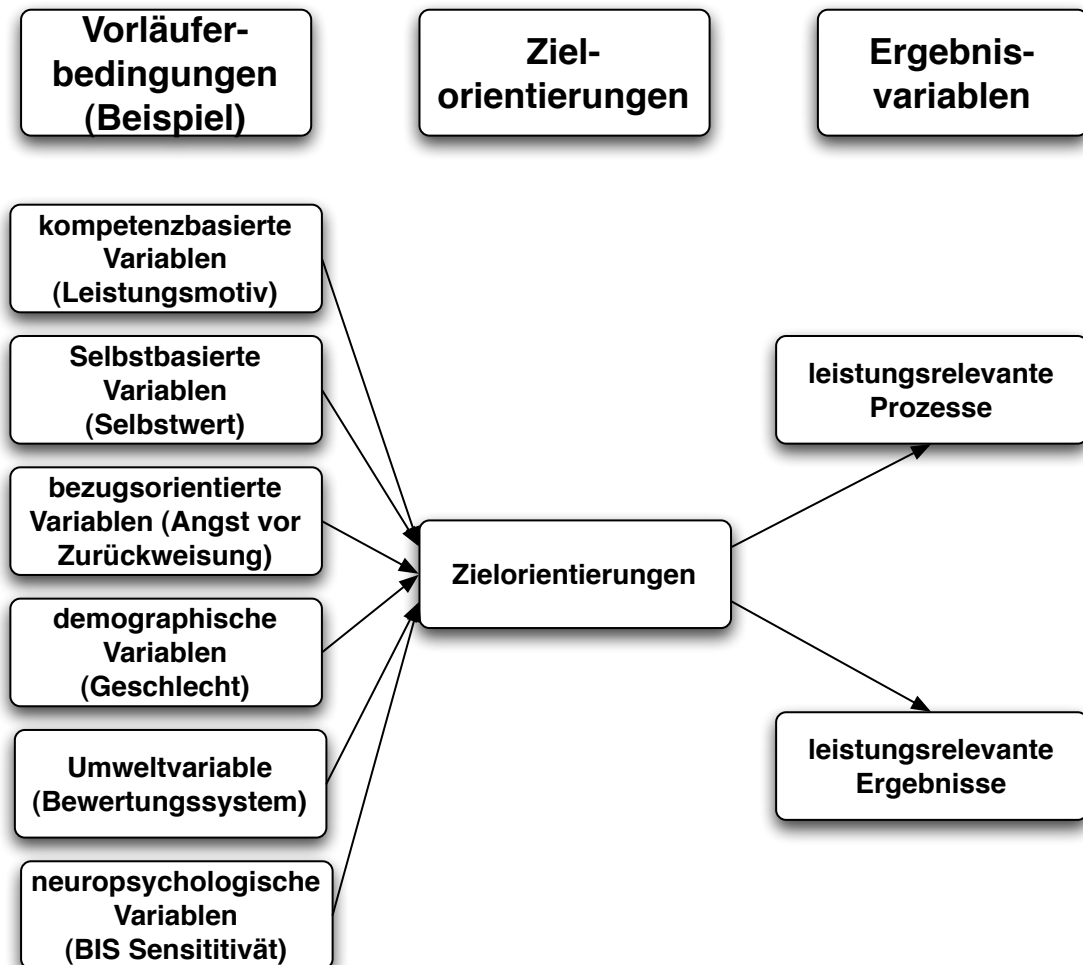 Vorläufer-
bedingungen
(Beispiel)
Ziel-
orientierungen
Ergebnis-
variablen
kompetenzbasierte
Variablen
(Leistungsmotiv)
Selbstbasierte
Variablen
(Selbstwert)
bezugsorientierte
Variablen (Angst vor
Zurückweisung)
demographische
Variablen
(Geschlecht)
Umweltvariable
(Bewertungssystem)
neuropsychologische
Variablen
(BIS Sensititivät)
Zielorientierungen
leistungsrelevante
Prozesse
leistungsrelevante
Ergebnisse